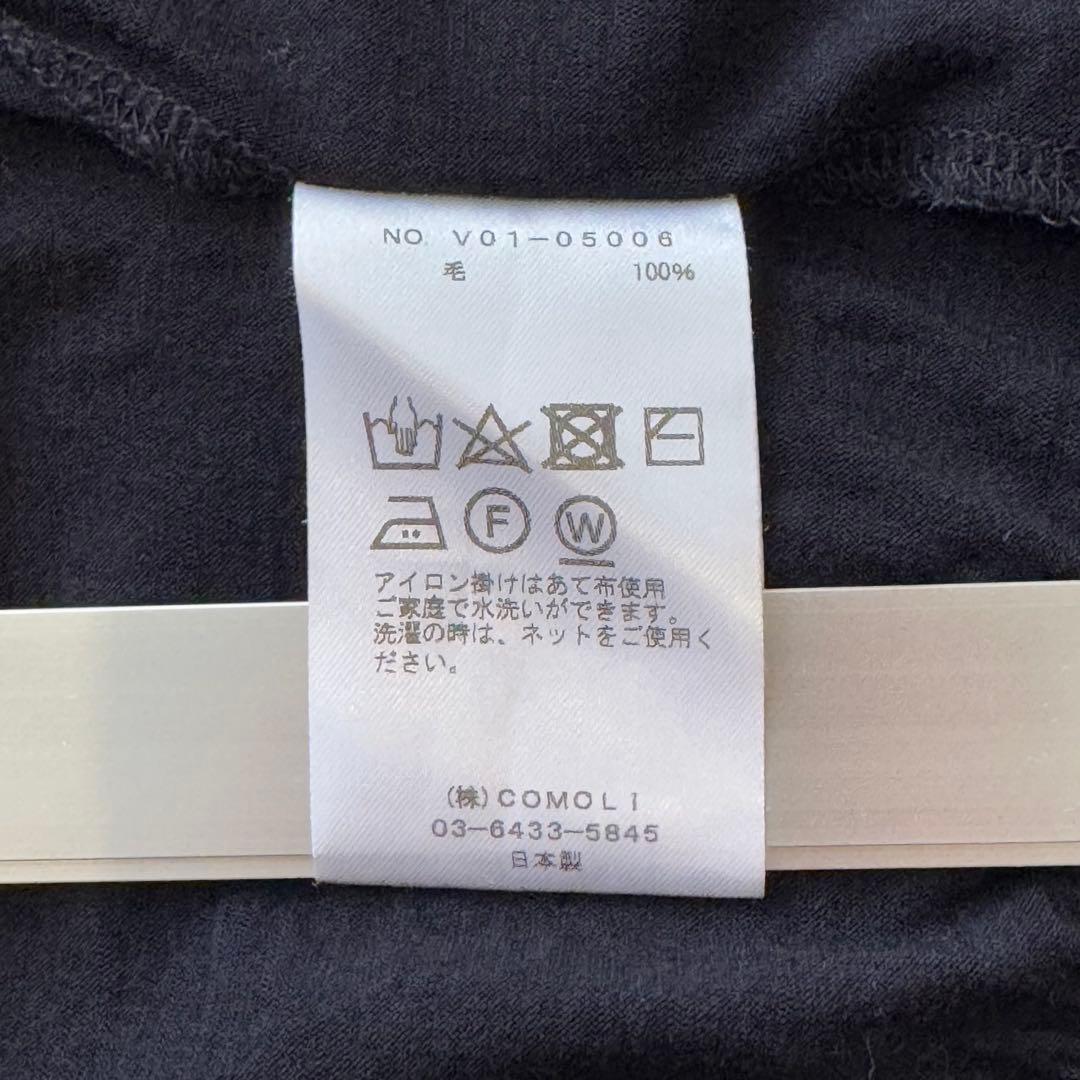 NO. V01-05006
毛 100%
F W
アイロン掛けはあて布使用
ご家庭で水洗いができます。
洗濯の時は、ネットをご使用く
ださい。
(株)COMOLI
03-6433-5845
日本製